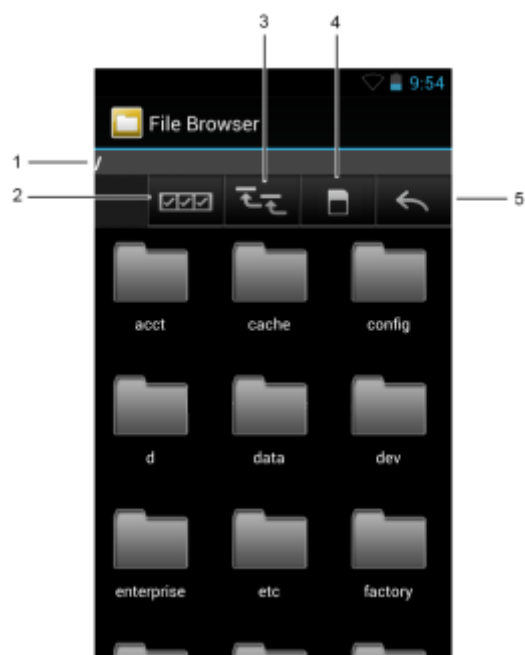 3 4
9:54
File Browser
1 /
2 5
acct cache config
d data dev
enterprise etc factory